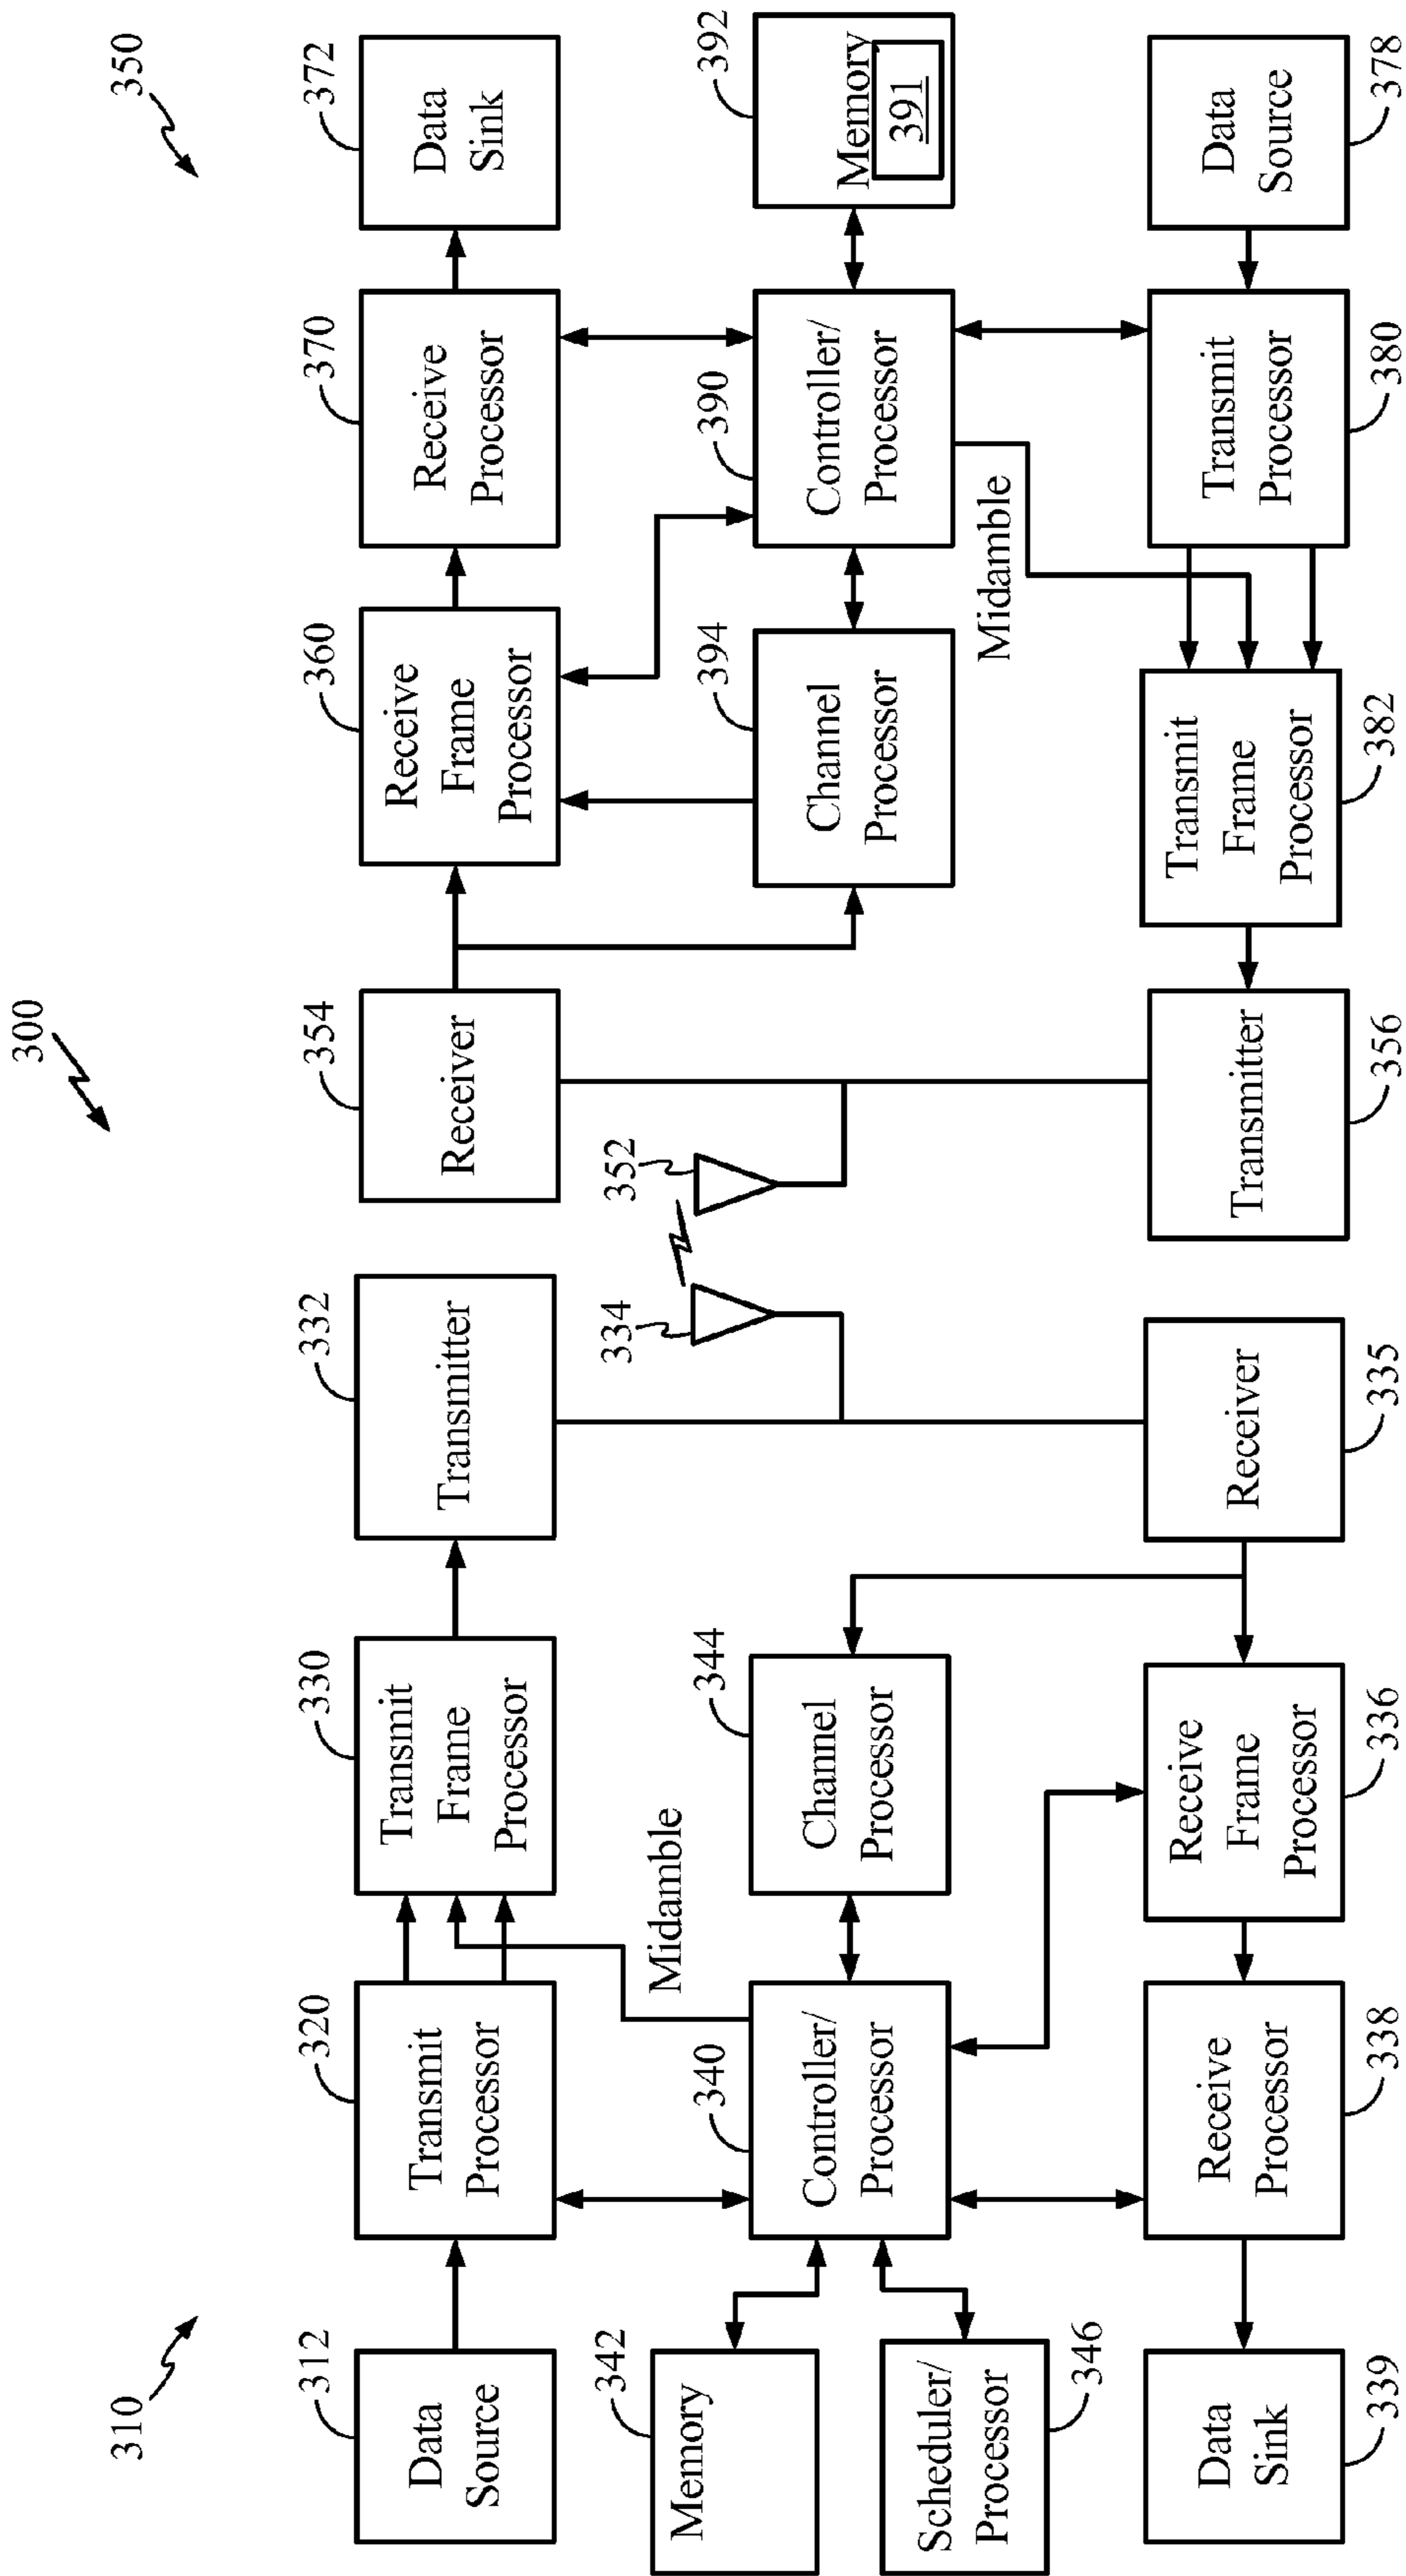 300
310
350
312
Data
Source
320
Transmit
Processor
330
Transmit
Frame
Processor
332
Transmitter
354
Receiver
360
Receive
Frame
Processor
370
Receive
Processor
372
Data
Sink
334
352
342
Memory
340
Controller/
Processor
Midamble
344
Channel
Processor
394
Channel
Processor
390
Controller/
Processor
392
Memory
391
Midamble
Scheduler/
Processor
346
Data
Sink
339
Receive
Processor
338
Receive
Frame
Processor
336
Receiver
335
Transmitter
356
Transmit
Frame
Processor
382
Transmit
Processor
380
Data
Source
378